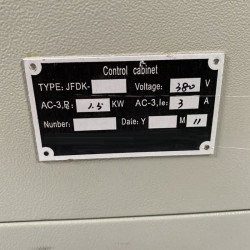 Control cabinet
TYPE: JFDK- Voltage: 380 V
AC-3, 1.5 KW AC-3, Ie: 3 A
Number: Date: Y M 11